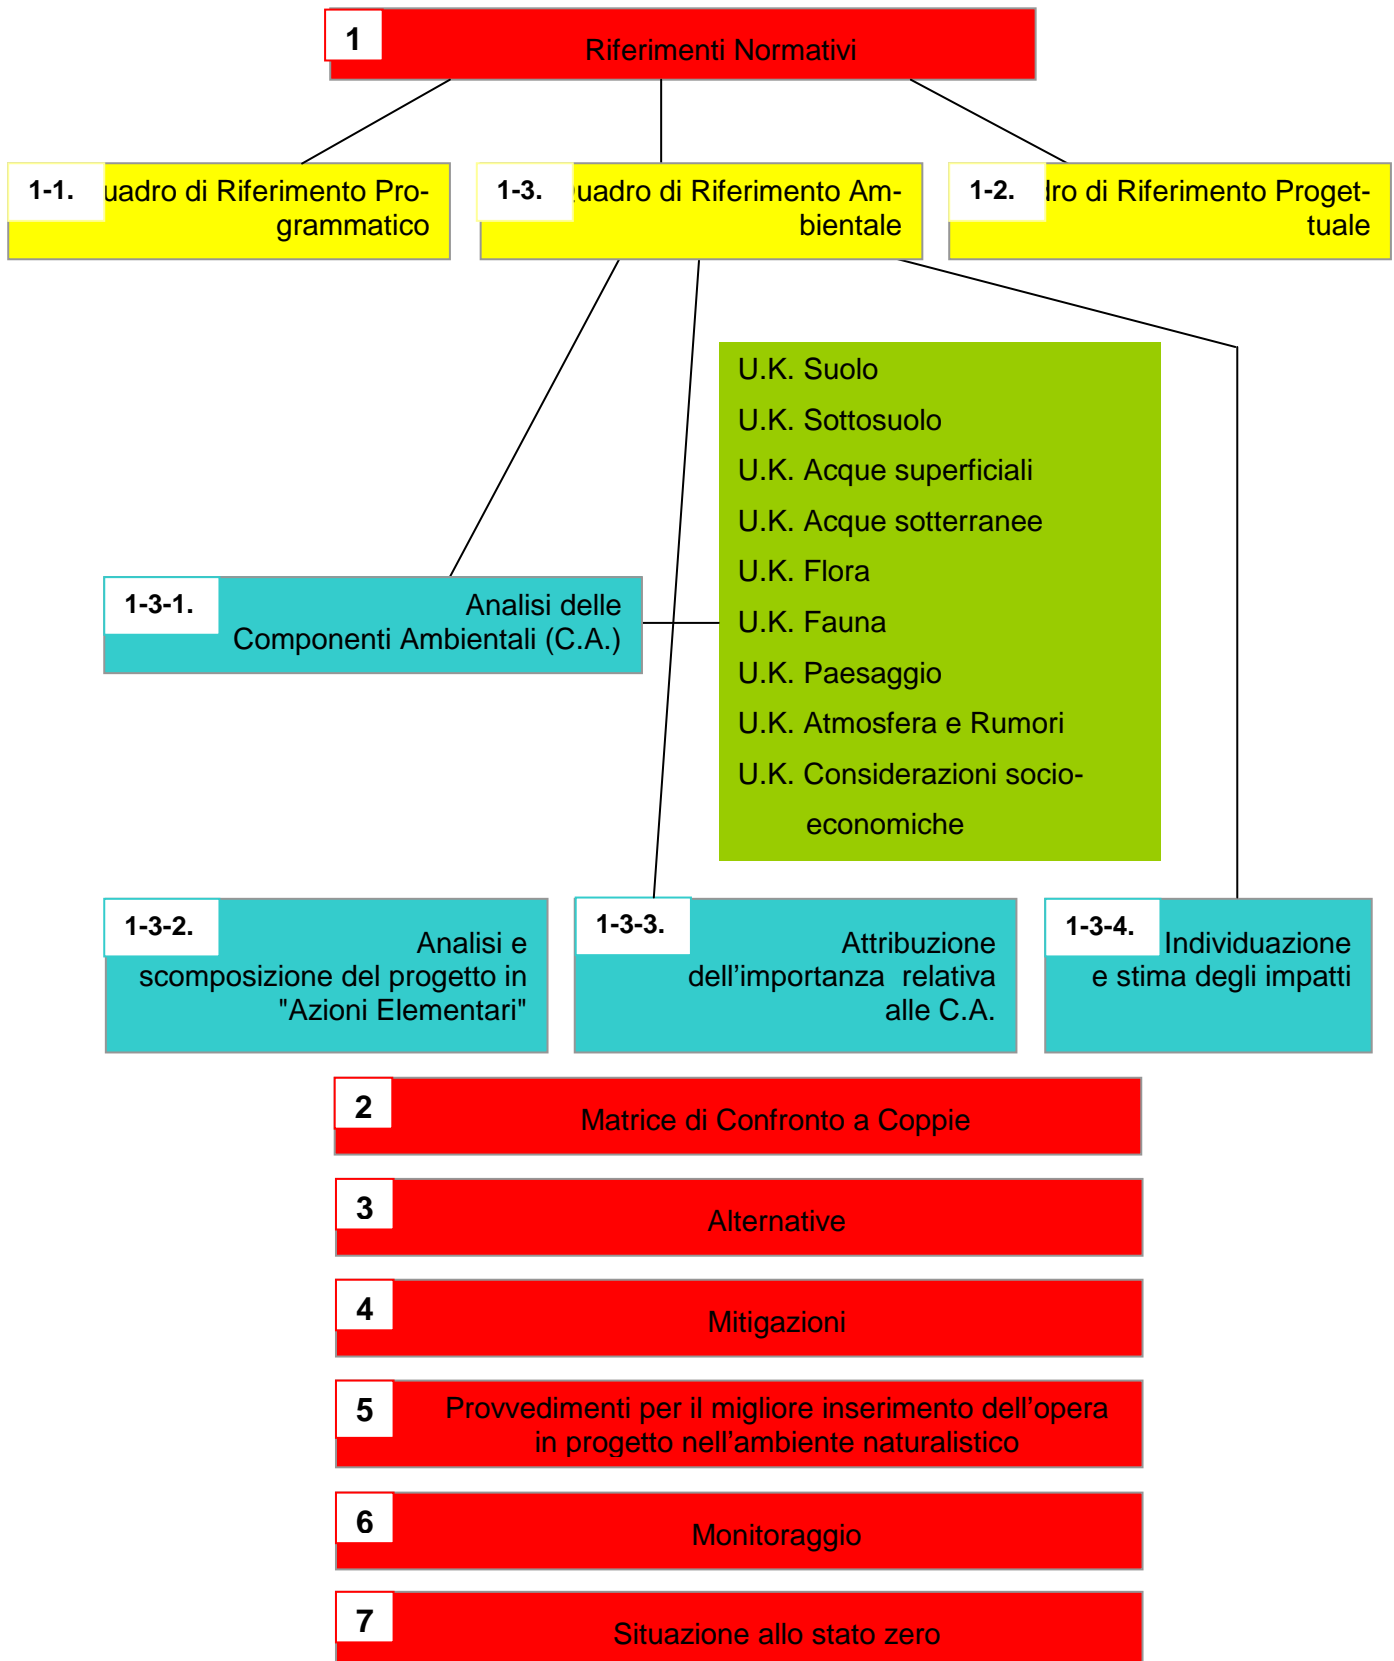 1
Riferimenti Normativi
1-1.
uadro di Riferimento Pro-
grammatico
1-3.
Quadro di Riferimento Am-
bientale
1-2.
dro di Riferimento Proget-
tuale
U.K. Suolo
U.K. Sottosuolo
U.K. Acque superficiali
U.K. Acque sotterranee
U.K. Flora
U.K. Fauna
U.K. Paesaggio
U.K. Atmosfera e Rumori
U.K. Considerazioni socio-
economiche
1-3-1.
Analisi delle
Componenti Ambientali (C.A.)
1-3-2.
Analisi e
scomposizione del progetto in
"Azioni Elementari"
1-3-3.
Attribuzione
dell’importanza relativa
alle C.A.
1-3-4.
Individuazione
e stima degli impatti
2
Matrice di Confronto a Coppie
3
Alternative
4
Mitigazioni
5
Provvedimenti per il migliore inserimento dell’opera
in progetto nell’ambiente naturalistico
6
Monitoraggio
7
Situazione allo stato zero